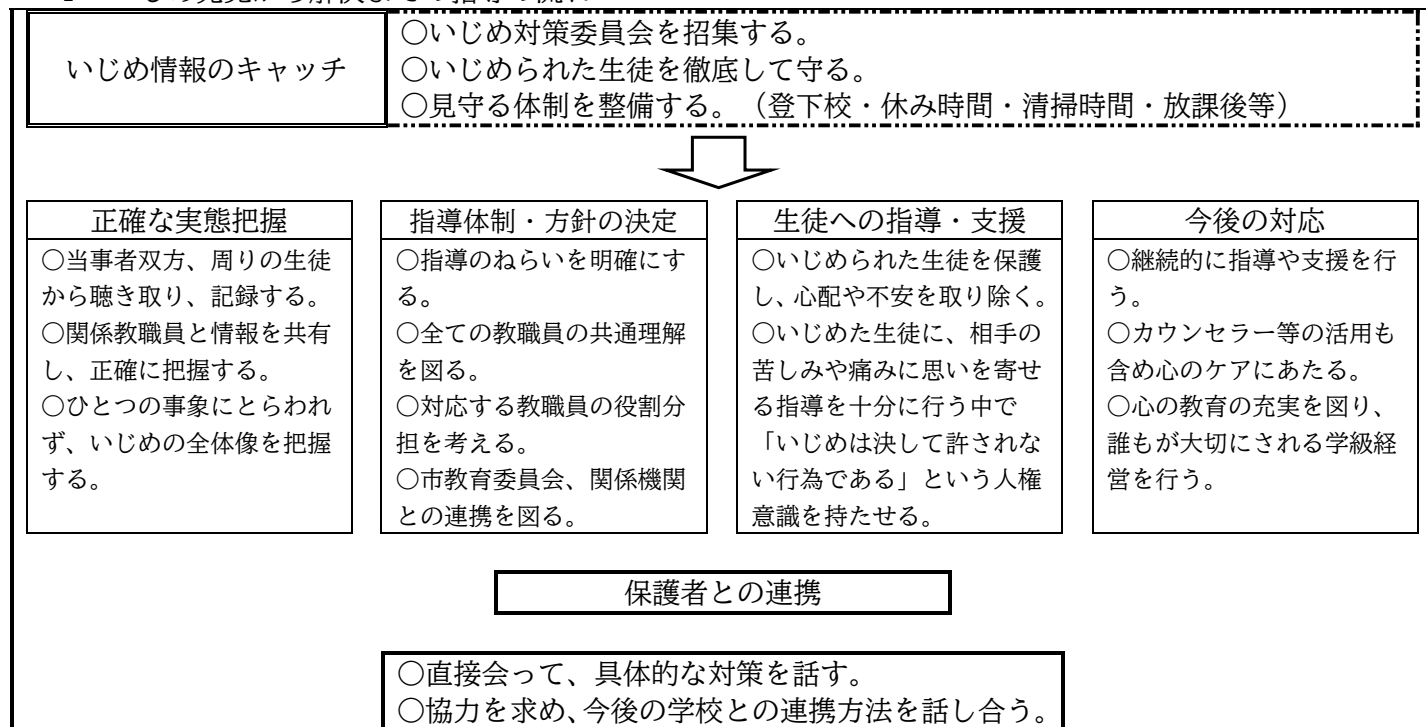 いじめ情報のキャッチ
○いじめ対策委員会を招集する。
○いじめられた生徒を徹底して守る。
○見守る体制を整備する。（登下校・休み時間・清掃時間・放課後等）
正確な実態把握
○当事者双方、周りの生徒
から聴き取り、記録する。
○関係教職員と情報を共有
し、正確に把握する。
○ひとつの事象にとらわれ
ず、いじめの全体像を把握
する。
指導体制・方針の決定
○指導のねらいを明確にす
る。
○全ての教職員の共通理解
を図る。
○対応する教職員の役割分
担を考える。
○市教育委員会、関係機関
との連携を図る。
生徒への指導・支援
○いじめられた生徒を保護
し、心配や不安を取り除く。
○いじめた生徒に、相手の
苦しみや痛みに思いを寄せ
る指導を十分に行う中で
「いじめは決して許されな
い行為である」という人権
意識を持たせる。
今後の対応
○継続的に指導や支援を行
う。
○カウンセラー等の活用も
含め心のケアにあたる。
○心の教育の充実を図り、
誰もが大切にされる学級経
営を行う。
保護者との連携
○直接会って、具体的な対策を話す。
○協力を求め、今後の学校との連携方法を話し合う。